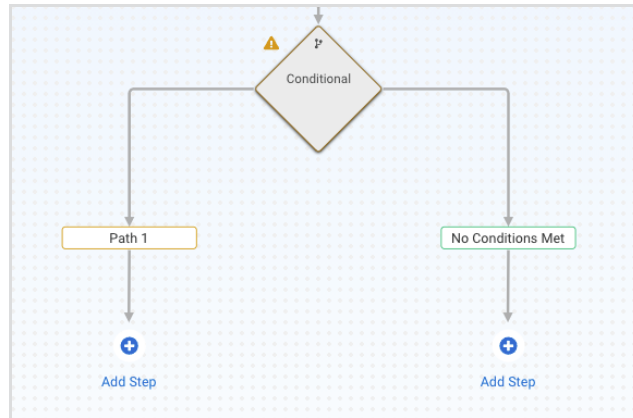 Conditional
Path 1
No Conditions Met
Add Step
Add Step